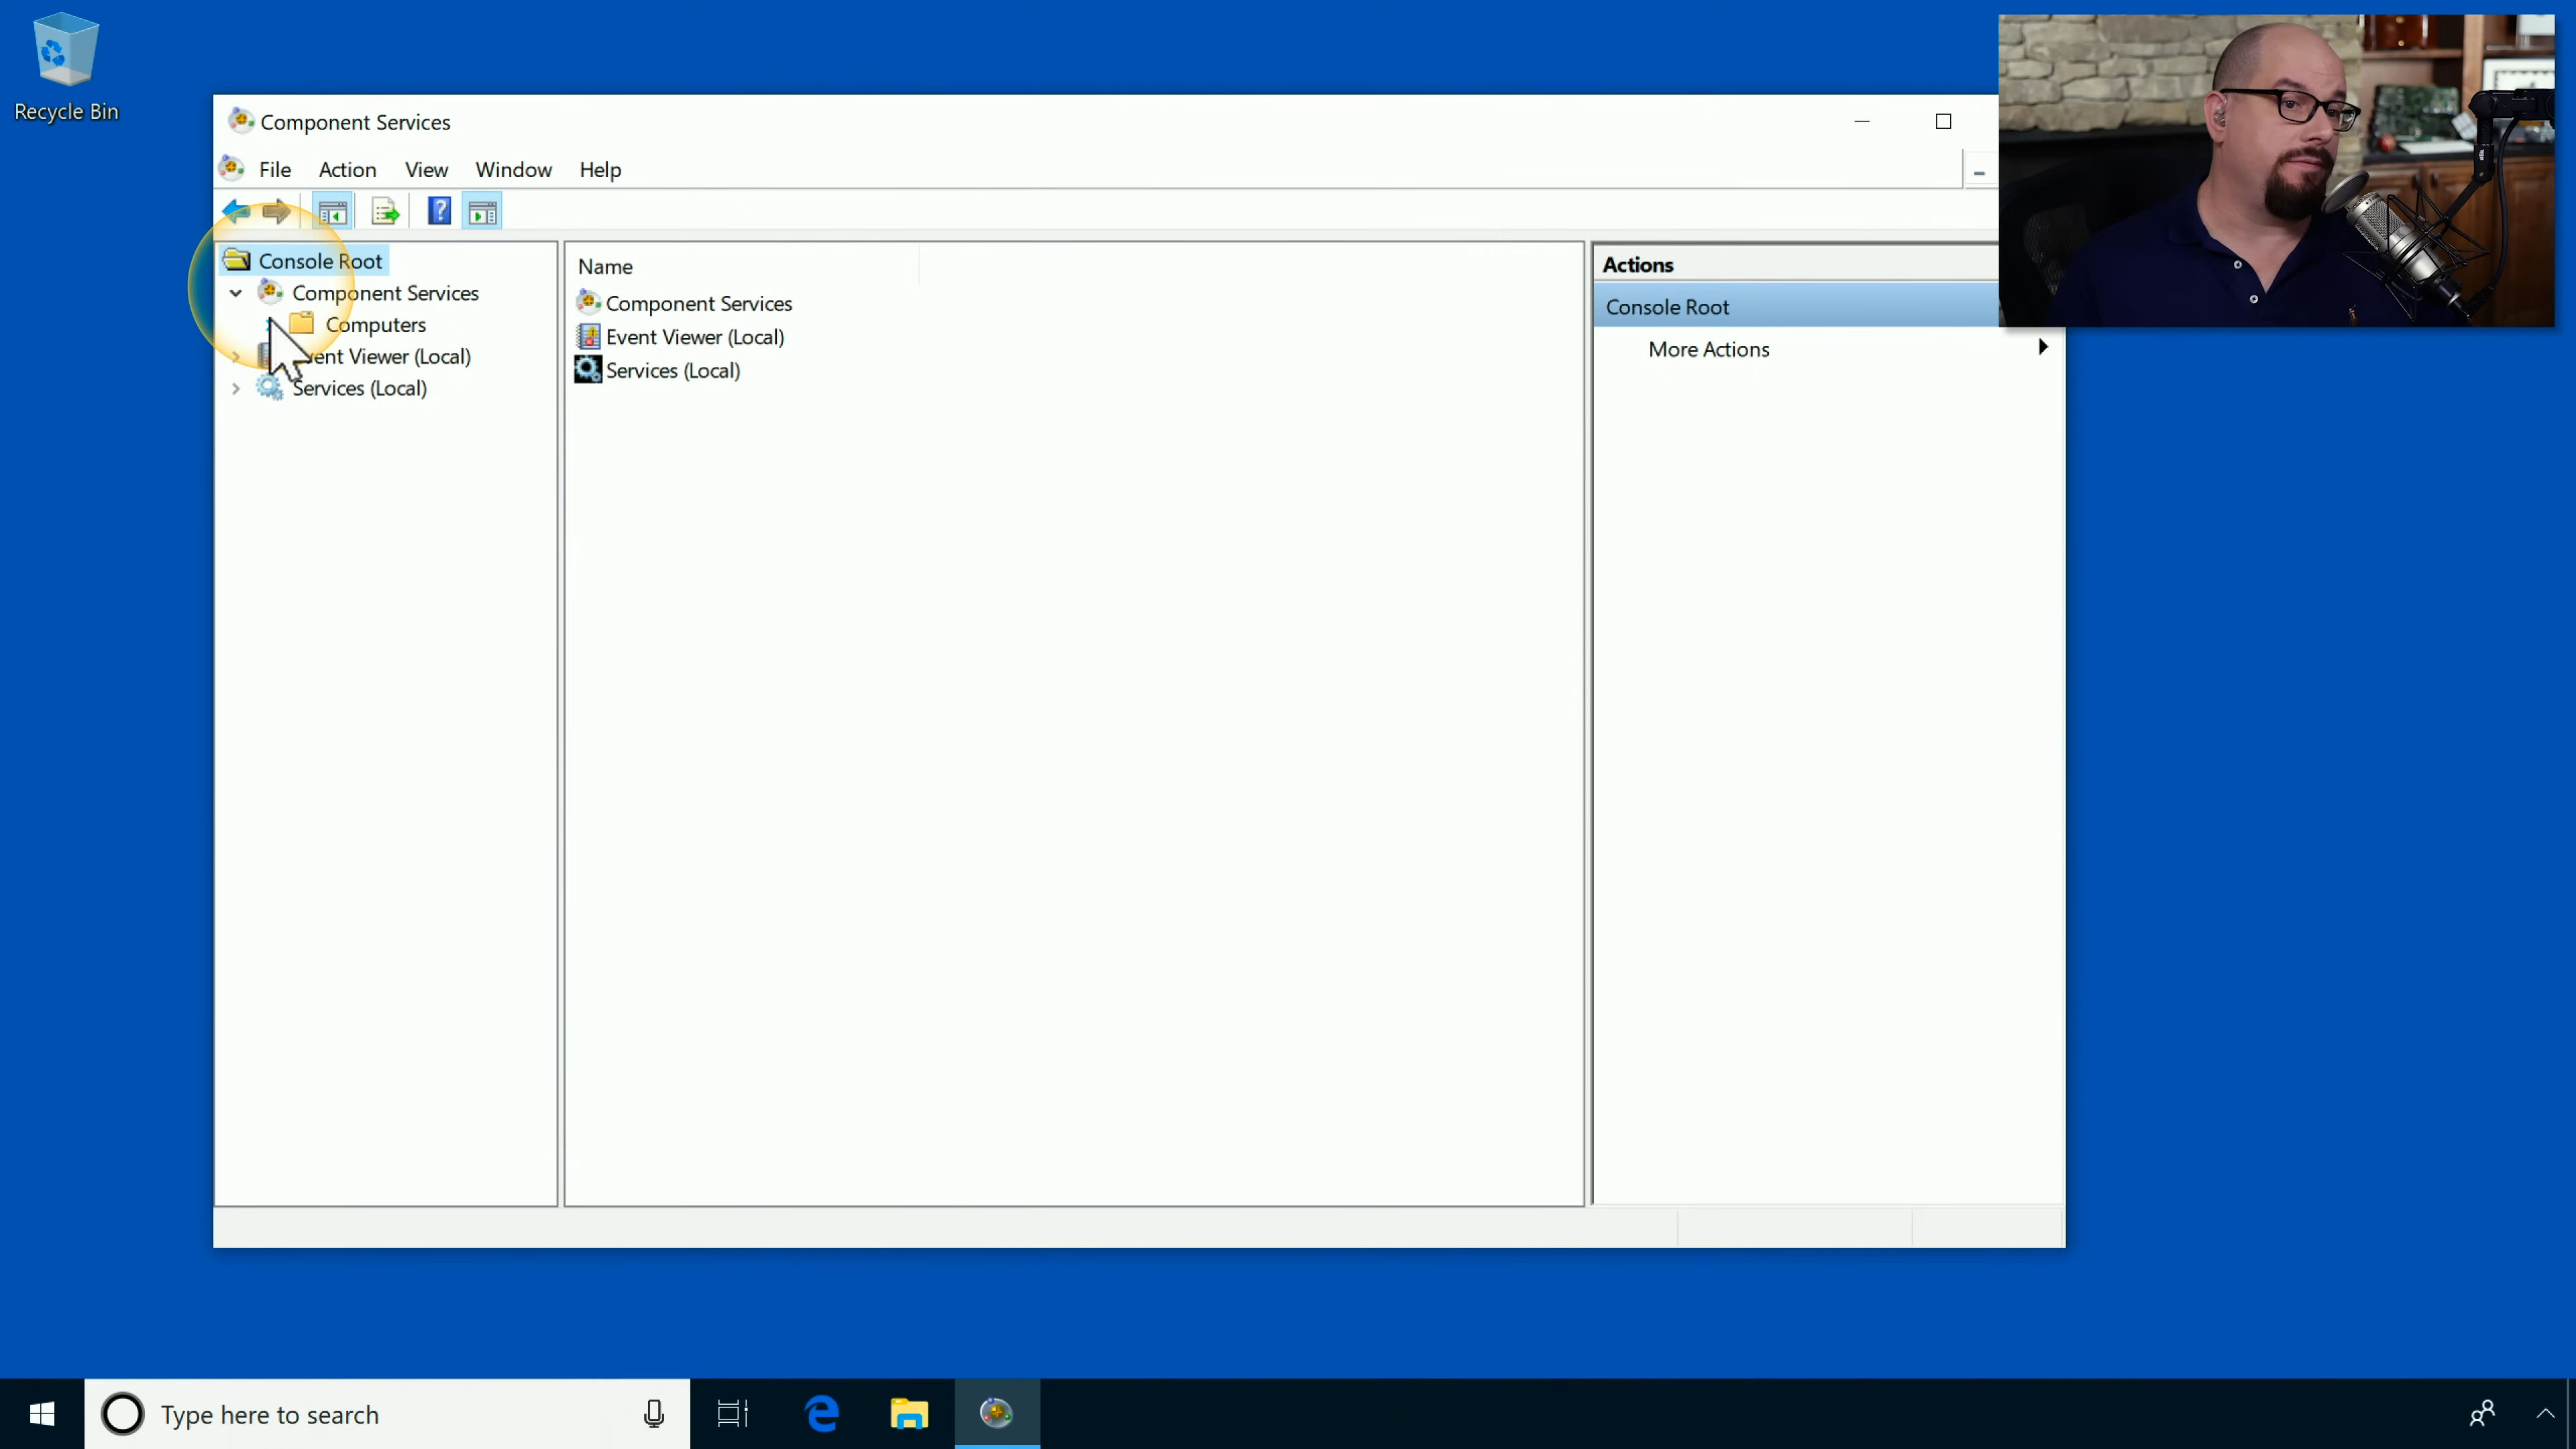 Recycle Bin
Component Services
File Action View Window Help
Console Root
Component Services
Computers
Event Viewer (Local)
Services (Local)
Name
Component Services
Event Viewer (Local)
Services (Local)
Actions
Console Root
More Actions
Type here to search